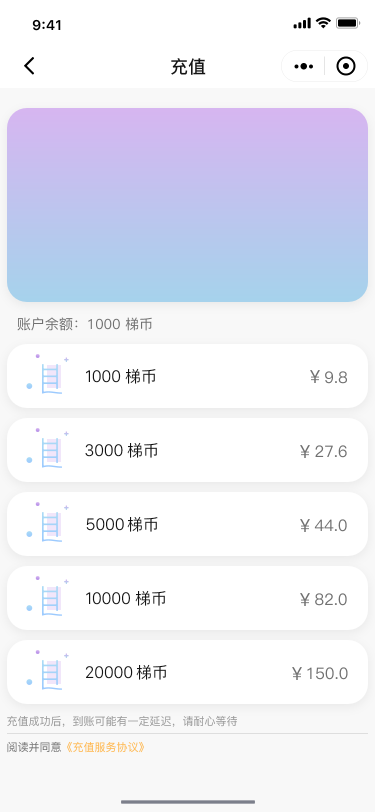 9:41
充值
账户余额：1000 梯币
1000 梯币 ￥9.8
3000 梯币 ￥27.6
5000 梯币 ￥44.0
10000 梯币 ￥82.0
20000 梯币 ￥150.0
充值成功后，到账可能有一定延迟，请耐心等待
阅读并同意《充值服务协议》